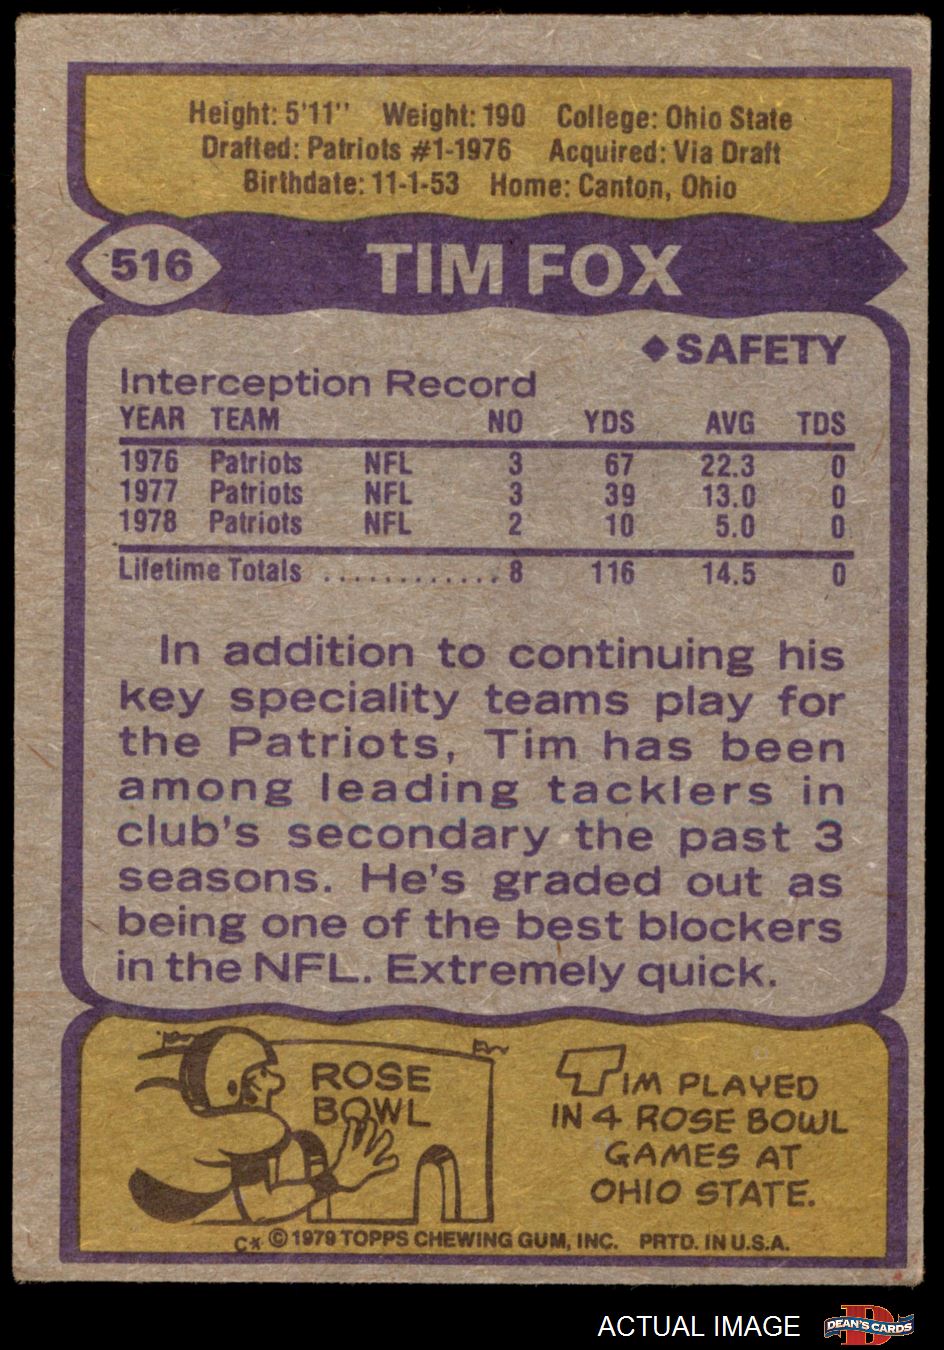 Height: 5'11" Weight: 190 College: Ohio State
Drafted: Patriots #1-1976 Acquired: Via Draft
Birthdate: 11-1-53 Home: Canton, Ohio
516 TIM FOX
◆SAFETY
Interception Record
YEAR TEAM NO YDS AVG TDS
1976 Patriots NFL 3 67 22.3 0
1977 Patriots NFL 3 39 13.0 0
1978 Patriots NFL 2 10 5.0 0
Lifetime Totals ............. 8 116 14.5 0
In addition to continuing his
key speciality teams play for
the Patriots, Tim has been
among leading tacklers in
club's secondary the past 3
seasons. He's graded out as
being one of the best blockers
in the NFL. Extremely quick.
ROSE
BOWL
TIM PLAYED
IN 4 ROSE BOWL
GAMES AT
OHIO STATE.
C* © 1979 TOPPS CHEWING GUM, INC. PRTD. IN U.S.A.
ACTUAL IMAGE
DEAN'S CARDS